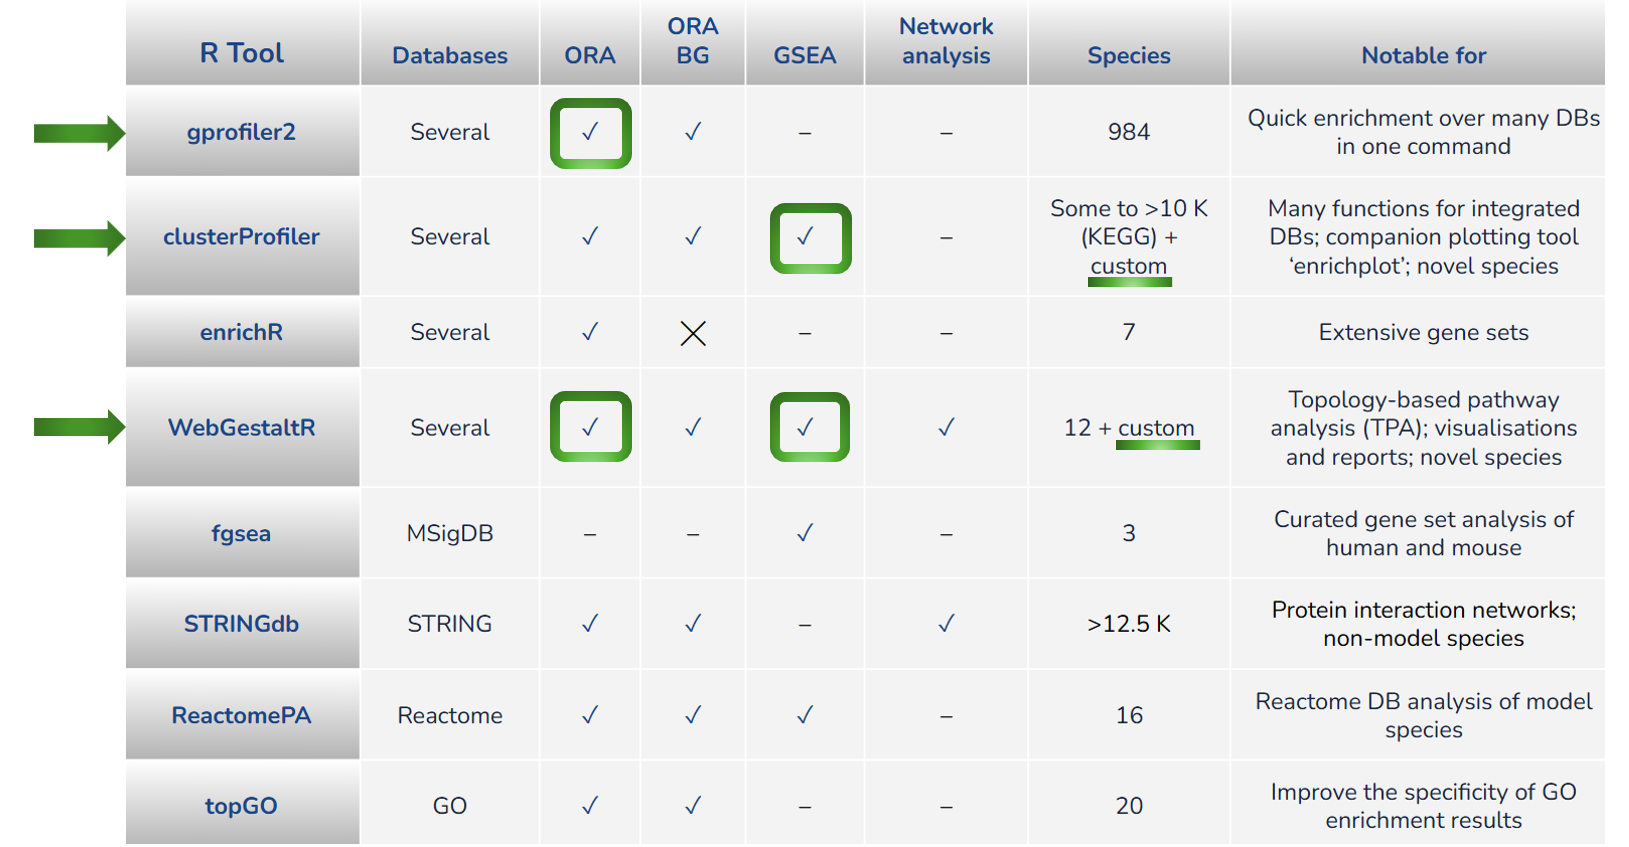 R Tool
Databases
ORA
ORA
BG
GSEA
Network
analysis
Species
Notable for
gprofiler2
Several
✓
✓
–
–
984
Quick enrichment over many DBs
in one command
clusterProfiler
Several
✓
✓
✓
–
Some to >10 K
(KEGG) +
custom
Many functions for integrated
DBs; companion plotting tool
‘enrichplot’; novel species
enrichR
Several
✓
✕
–
–
7
Extensive gene sets
WebGestaltR
Several
✓
✓
✓
✓
12 + custom
Topology-based pathway
analysis (TPA); visualisations
and reports; novel species
fgsea
MSigDB
–
–
✓
–
3
Curated gene set analysis of
human and mouse
STRINGdb
STRING
✓
✓
–
✓
>12.5 K
Protein interaction networks;
non-model species
ReactomePA
Reactome
✓
✓
✓
–
16
Reactome DB analysis of model
species
topGO
GO
✓
✓
–
–
20
Improve the specificity of GO
enrichment results